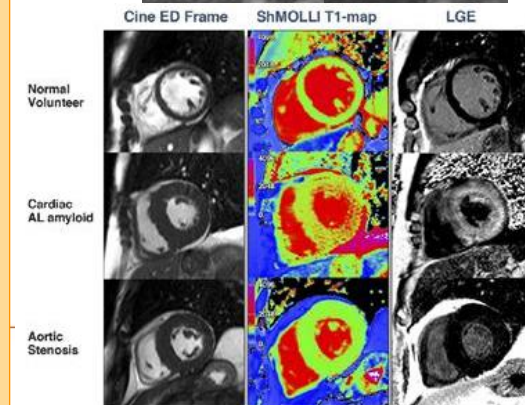 Cine ED Frame ShMOLLI T1-map LGE
Normal
Volunteer
Cardiac
AL amyloid
Aortic
Stenosis